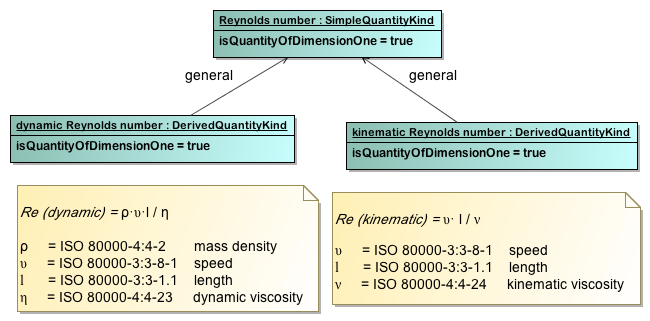 Reynolds number : SimpleQuantityKind
isQuantityOfDimensionOne = true
general
general
dynamic Reynolds number : DerivedQuantityKind
isQuantityOfDimensionOne = true
kinematic Reynolds number : DerivedQuantityKind
isQuantityOfDimensionOne = true
Re (dynamic) = ρ·υ·l / η
ρ = ISO 80000-4:4-2 mass density
υ = ISO 80000-3:3-8-1 speed
l = ISO 80000-3:3-1.1 length
η = ISO 80000-4:4-23 dynamic viscosity
Re (kinematic) = υ· l / ν
υ = ISO 80000-3:3-8-1 speed
l = ISO 80000-3:3-1.1 length
ν = ISO 80000-4:4-24 kinematic viscosity